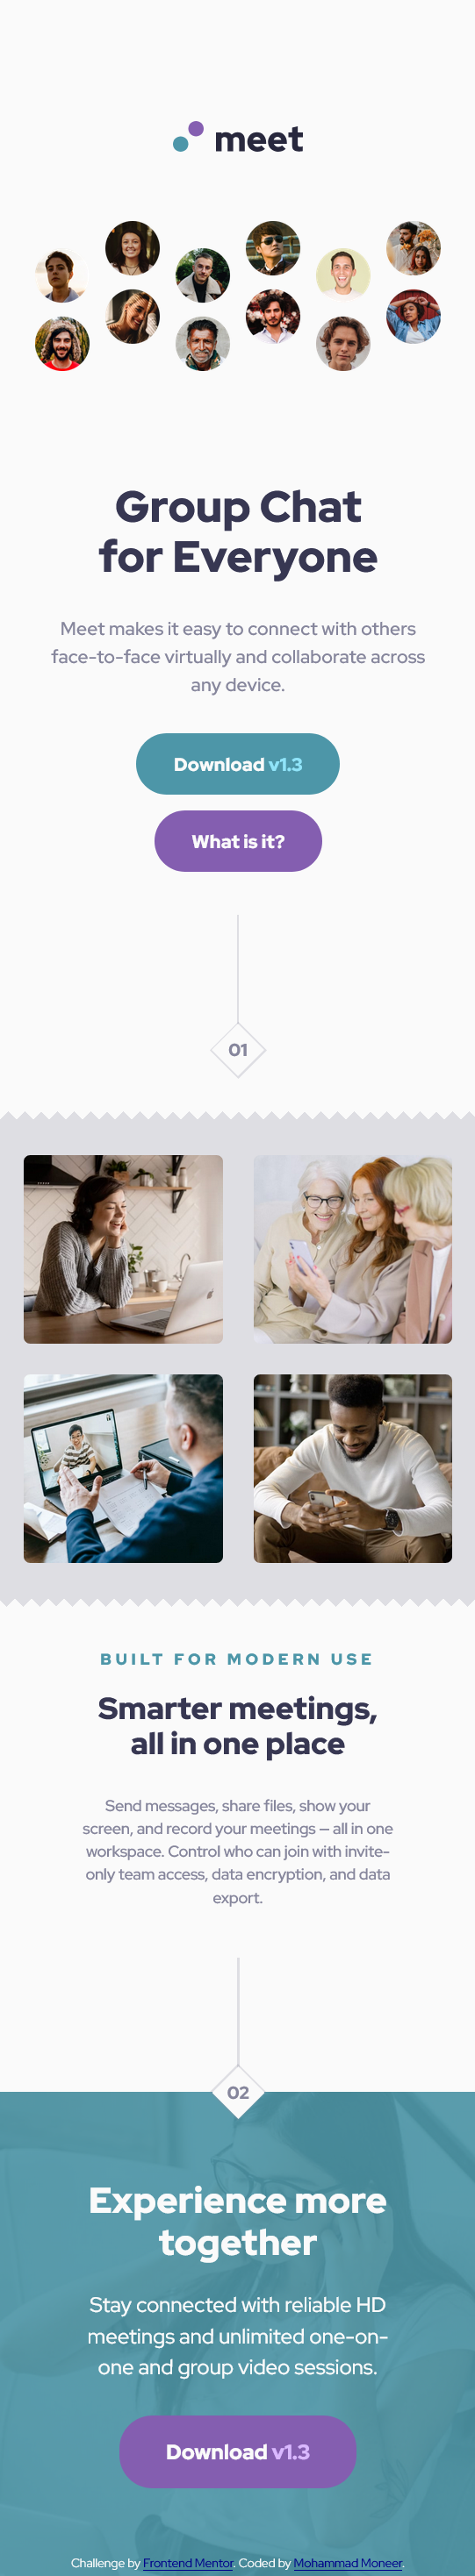 meet
Group Chat
for Everyone
Meet makes it easy to connect with others
face-to-face virtually and collaborate across
any device.
Download v1.3
What is it?
01
BUILT FOR MODERN USE
Smarter meetings,
all in one place
Send messages, share files, show your
screen, and record your meetings — all in one
workspace. Control who can join with invite-
only team access, data encryption, and data
export.
02
Experience more
together
Stay connected with reliable HD
meetings and unlimited one-on-
one and group video sessions.
Download v1.3
Challenge by Frontend Mentor. Coded by Mohammad Moneer.